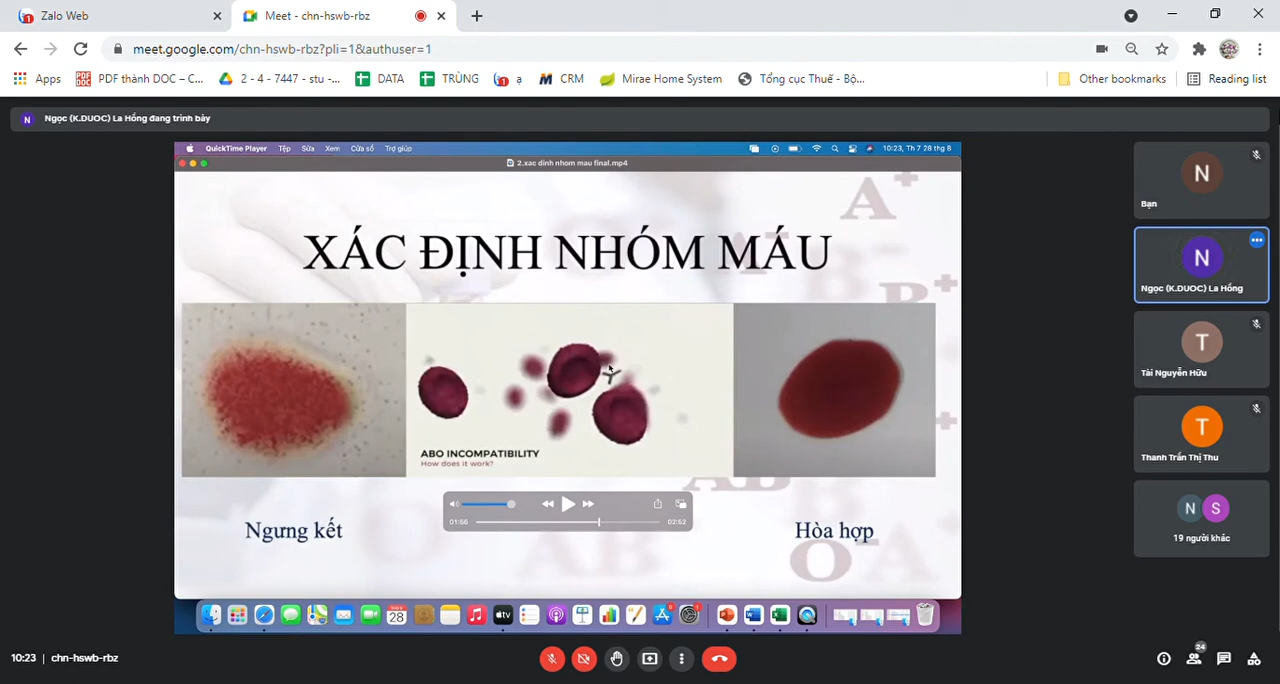 Zalo Web
Meet - chn-hswb-rbz
meet.google.com/chn-hswb-rbz?pli=1&authuser=1
Apps
PDF thành DOC – C...
2 - 4 - 7447 - stu -...
DATA
TRÙNG
ạ
CRM
Mirae Home System
Tổng cục Thuế - Bộ...
Other bookmarks
Reading list
N
Ngọc (K.DUOC) La Hồng đang trình bày
QuickTime Player Tệp Sửa Xem Cửa sổ Trợ giúp
10:23, Th 7 28 thg 8
2.xac dinh nhom mau final.mp4
A+
XÁC ĐỊNH NHÓM MÁU
ABO INCOMPATIBILITY
How does it work?
01:56
02:52
Ngưng kết
Hòa hợp
AB
O
A
28
N
Bạn
N
Ngọc (K.DUOC) La Hồng
T
Tài Nguyễn Hữu
T
Thanh Trần Thị Thu
N S
19 người khác
10:23 | chn-hswb-rbz
24